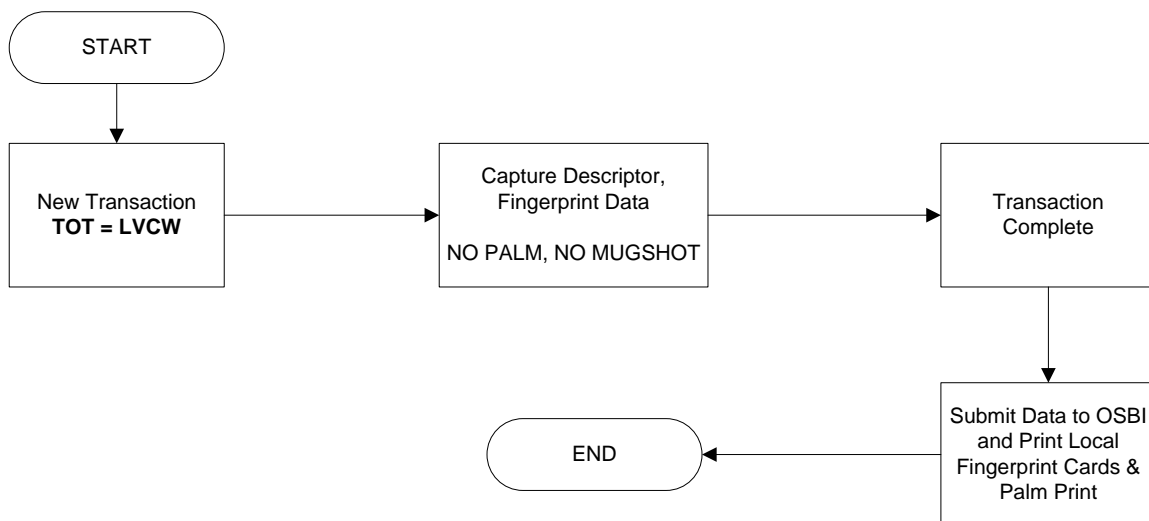 START
New Transaction
TOT = LVCW
Capture Descriptor,
Fingerprint Data
NO PALM, NO MUGSHOT
Transaction
Complete
Submit Data to OSBI
and Print Local
Fingerprint Cards &
Palm Print
END